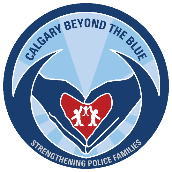 CALGARY BEYOND THE BLUE
STRENGTHENING POLICE FAMILIES